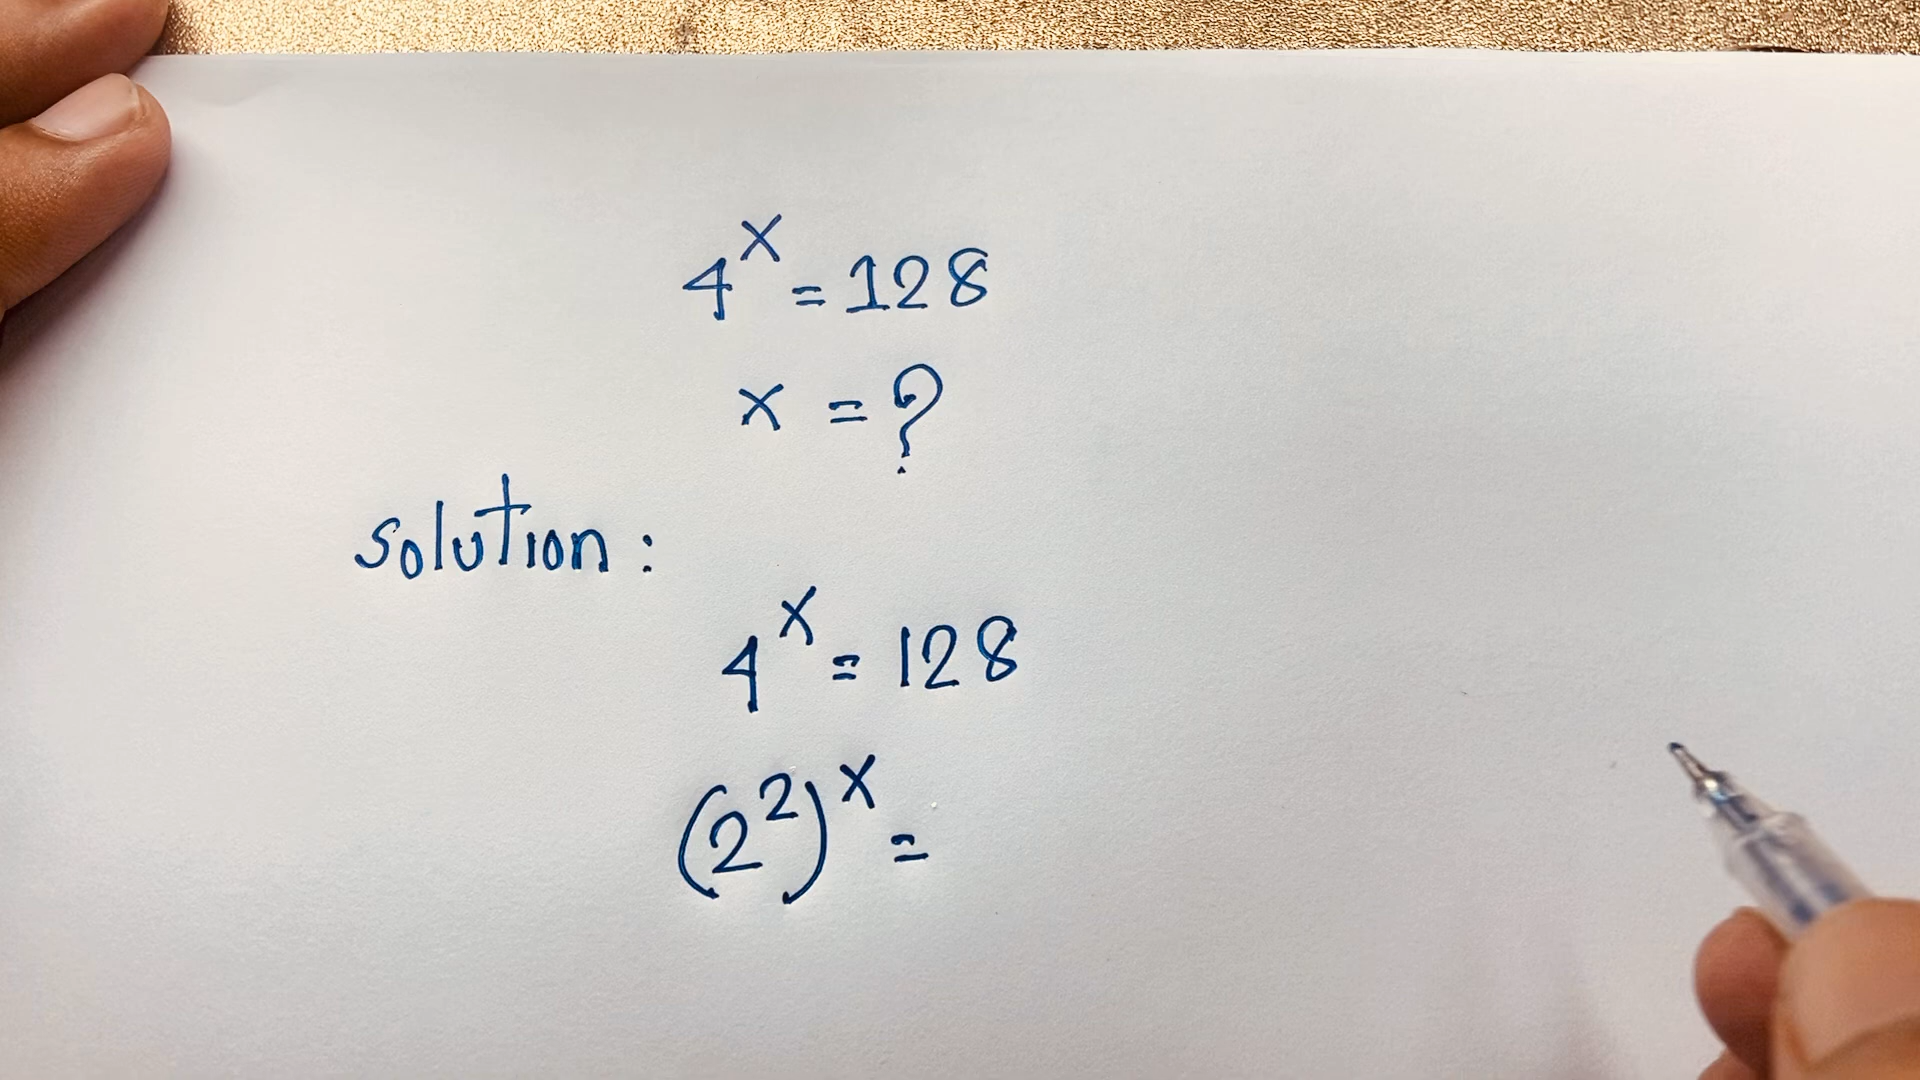 4^x = 128
x = ?
solution :
4^x = 128
(2^2)^x =